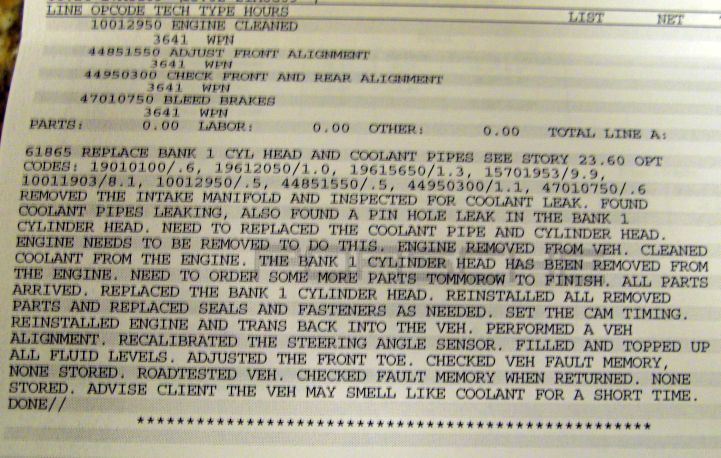 LINE OPCODE TECH TYPE HOURS LIST NET
10012950 ENGINE CLEANED
3641 WPN
44851550 ADJUST FRONT ALIGNMENT
3641 WPN
44950300 CHECK FRONT AND REAR ALIGNMENT
3641 WPN
47010750 BLEED BRAKES
3641 WPN
PARTS: 0.00 LABOR: 0.00 OTHER: 0.00 TOTAL LINE A:
61865 REPLACE BANK 1 CYL HEAD AND COOLANT PIPES SEE STORY 23.60 OPT
CODES: 19010100/.6, 19612050/1.0, 19615650/1.3, 15701953/9.9,
10011903/8.1, 10012950/.5, 44851550/.5, 44950300/1.1, 47010750/.6
REMOVED THE INTAKE MANIFOLD AND INSPECTED FOR COOLANT LEAK. FOUND
COOLANT PIPES LEAKING, ALSO FOUND A PIN HOLE LEAK IN THE BANK 1
CYLINDER HEAD. NEED TO REPLACED THE COOLANT PIPE AND CYLINDER HEAD.
ENGINE NEEDS TO BE REMOVED TO DO THIS. ENGINE REMOVED FROM VEH. CLEANED
COOLANT FROM THE ENGINE. THE BANK 1 CYLINDER HEAD HAS BEEN REMOVED FROM
THE ENGINE. NEED TO ORDER SOME MORE PARTS TOMMOROW TO FINISH. ALL PARTS
ARRIVED. REPLACED THE BANK 1 CYLINDER HEAD. REINSTALLED ALL REMOVED
PARTS AND REPLACED SEALS AND FASTENERS AS NEEDED. SET THE CAM TIMING.
REINSTALLED ENGINE AND TRANS BACK INTO THE VEH. PERFORMED A VEH
ALIGNMENT. RECALIBRATED THE STEERING ANGLE SENSOR. FILLED AND TOPPED UP
ALL FLUID LEVELS. ADJUSTED THE FRONT TOE. CHECKED VEH FAULT MEMORY,
NONE STORED. ROADTESTED VEH. CHECKED FAULT MEMORY WHEN RETURNED. NONE
STORED. ADVISE CLIENT THE VEH MAY SMELL LIKE COOLANT FOR A SHORT TIME.
DONE//
****************************************************